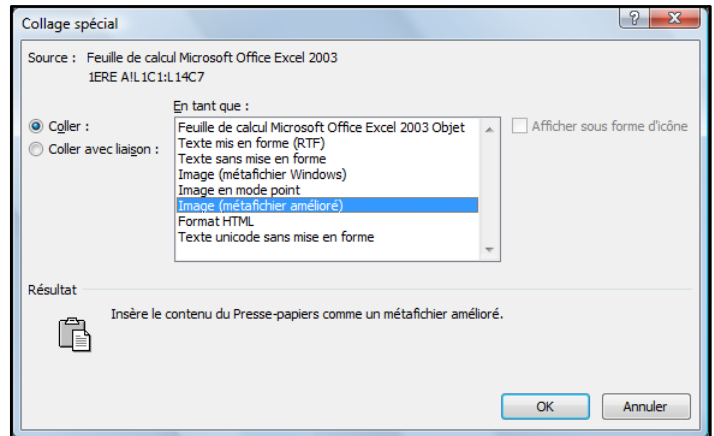 Collage spécial
?
Source : Feuille de calcul Microsoft Office Excel 2003
1ERE A!L1C1:L14C7
En tant que :
Coller :
Coller avec liaison :
Feuille de calcul Microsoft Office Excel 2003 Objet
Texte mis en forme (RTF)
Texte sans mise en forme
Image (métafichier Windows)
Image en mode point
Image (métafichier amélioré)
Format HTML
Texte unicode sans mise en forme
Afficher sous forme d'icône
Résultat
Insère le contenu du Presse-papiers comme un métafichier amélioré.
OK
Annuler